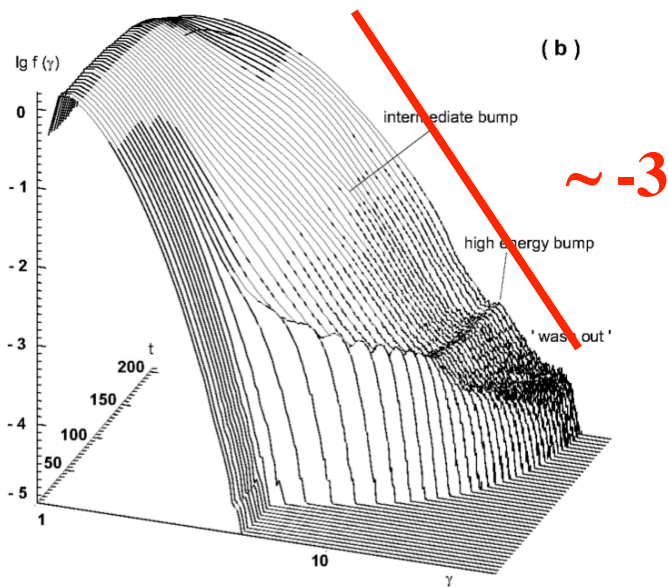 ( b )
lg f (γ)
0
intermediate bump
~ -3
- 1
- 2
high energy bump
- 3
t
' wash out '
200
150
- 4
100
50
- 5
1
10
γ